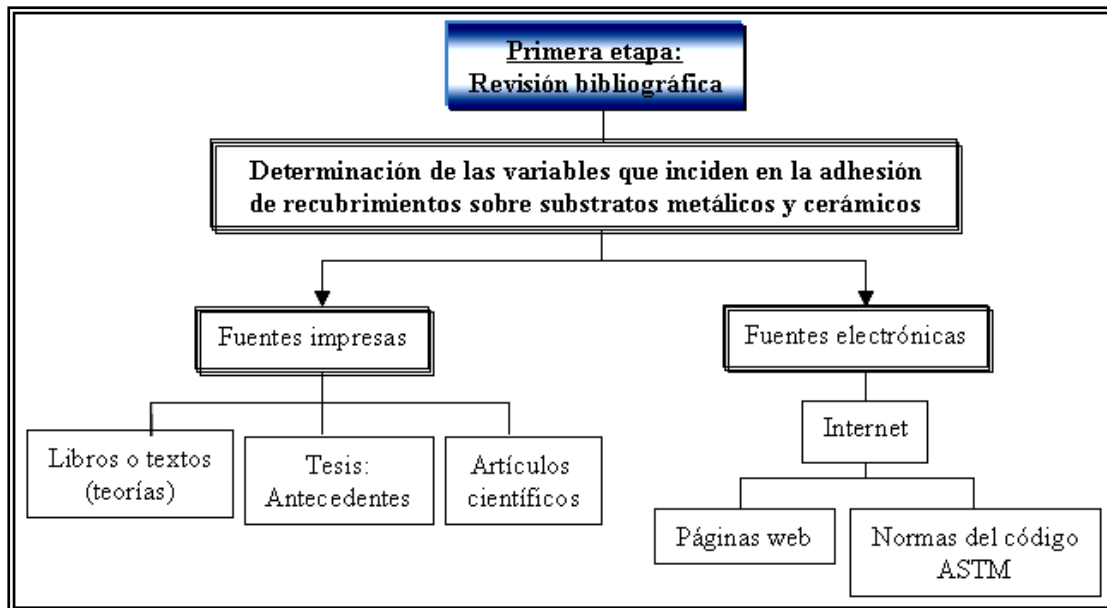 Primera etapa:
Revisión bibliográfica
Determinación de las variables que inciden en la adhesión
de recubrimientos sobre substratos metálicos y cerámicos
Fuentes impresas
Fuentes electrónicas
Libros o textos
(teorías)
Tesis:
Antecedentes
Artículos
científicos
Internet
Páginas web
Normas del código
ASTM